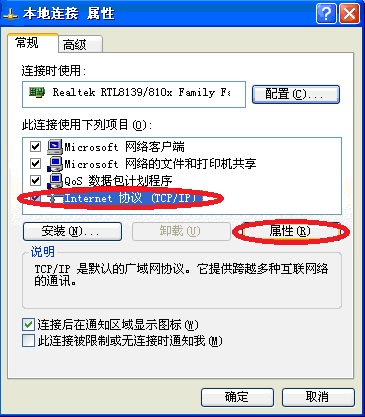 本地连接 属性
常规 高级
连接时使用:
Realtek RTL8139/810x Family Fa
配置(C)...
此连接使用下列项目(O):
Microsoft 网络客户端
Microsoft 网络的文件和打印机共享
QoS 数据包计划程序
Internet 协议 (TCP/IP)
安装(N)... 卸载(U) 属性(R)
说明
TCP/IP 是默认的广域网协议。它提供跨越多种互联网络
的通讯。
连接后在通知区域显示图标(W)
此连接被限制或无连接时通知我(M)
确定 取消